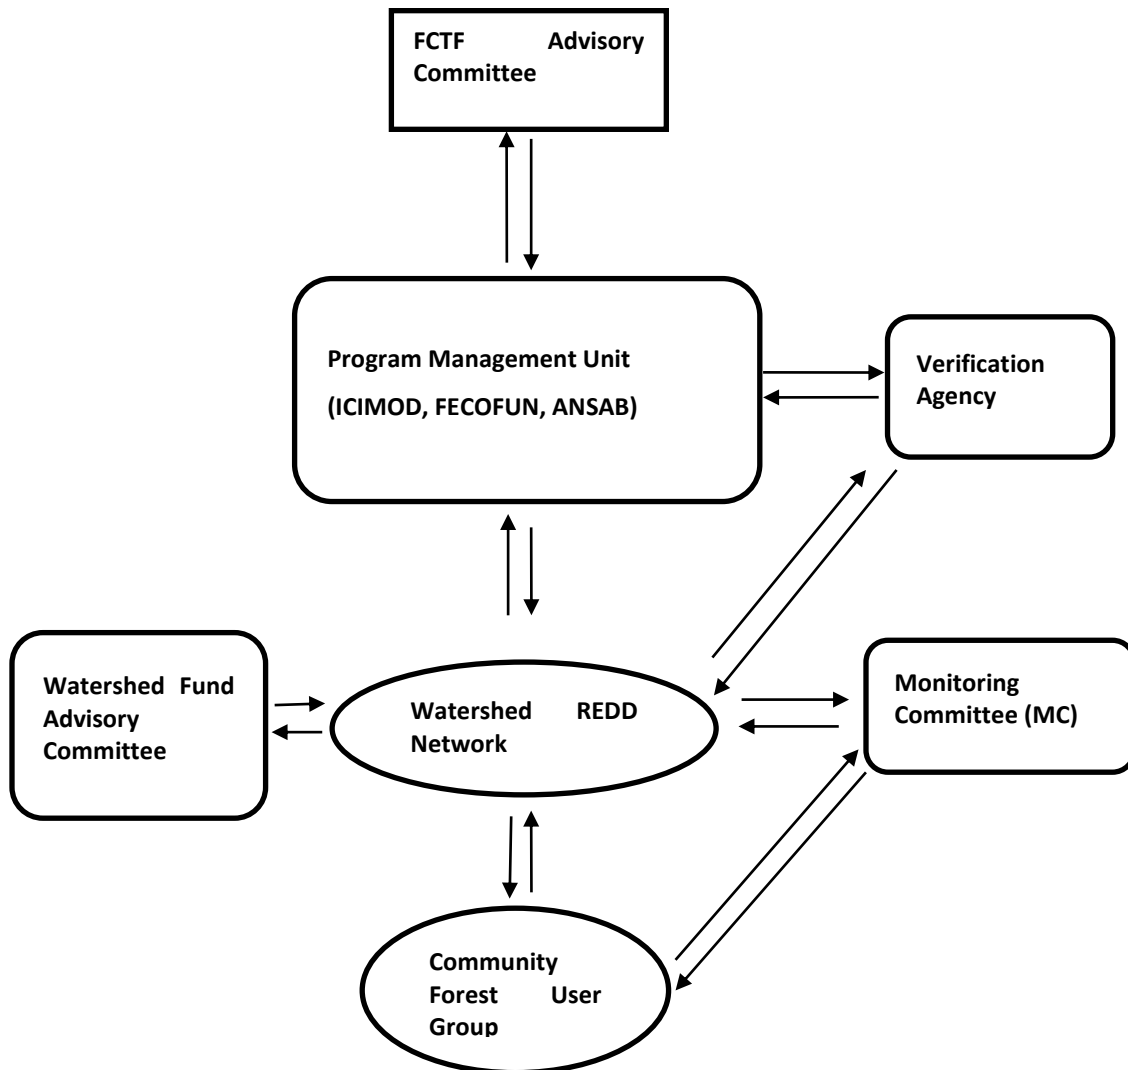 FCTF Advisory
Committee
Program Management Unit
(ICIMOD, FECOFUN, ANSAB)
Verification
Agency
Watershed Fund
Advisory
Committee
Watershed REDD
Network
Monitoring
Committee (MC)
Community
Forest User
Group